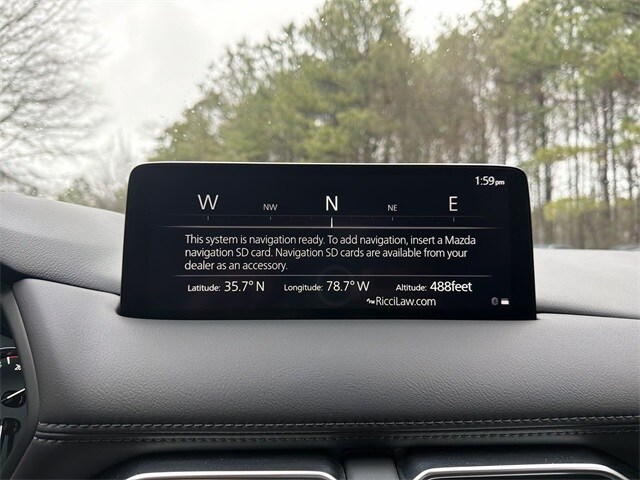 1:59pm
W NW N NE E
This system is navigation ready. To add navigation, insert a Mazda
navigation SD card. Navigation SD cards are available from your
dealer as an accessory.
Latitude: 35.7° N Longitude: 78.7° W Altitude: 488feet
RicciLaw.com